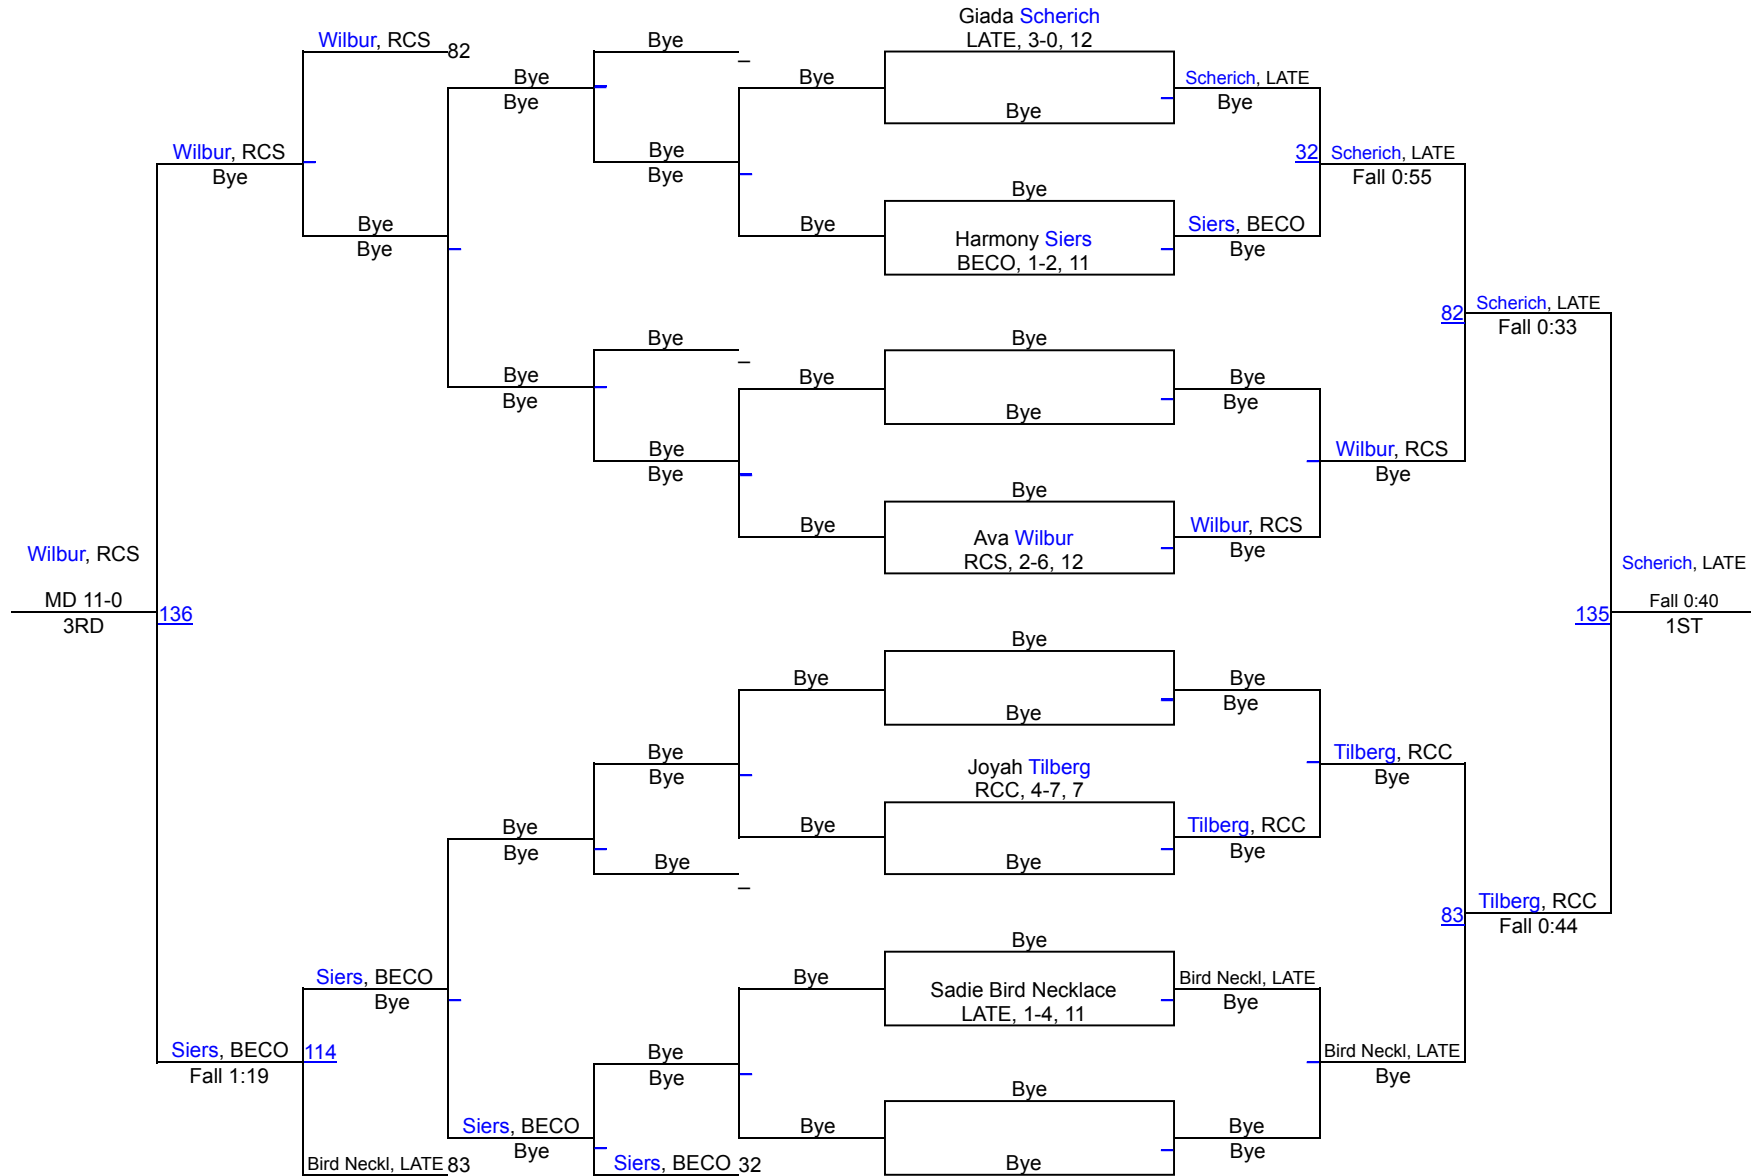 Giada Scherich
Wilbur, RCS 82
Bye
LATE, 3-0, 12
_
Bye
Bye
Scherich, LATE
Bye
Bye
Bye
Wilbur, RCS
Bye
32 Scherich, LATE
Bye
Bye
Fall 0:55
Bye
Bye
Bye
Siers, BECO
Bye
Harmony Siers
Bye
BECO, 1-2, 11
Scherich, LATE
82
Fall 0:33
Bye
Bye
_
Bye
Bye
Bye
Bye
Bye
Bye
Bye
Wilbur, RCS
Bye
Bye
Bye
Bye
Wilbur, RCS
Ava Wilbur
Bye
RCS, 2-6, 12
Wilbur, RCS
Scherich, LATE
MD 11-0
136
3RD
Fall 0:40
135
1ST
Bye
Bye
Bye
Bye
Bye
Bye
Tilberg, RCC
Bye
Joyah Tilberg
Bye
RCC, 4-7, 7
Bye
Bye
Tilberg, RCC
Bye
Bye
Bye
Bye
_
Tilberg, RCC
83
Fall 0:44
Bye
Siers, BECO
Bye
Bird Neckl, LATE
Bye
Sadie Bird Necklace
Bye
LATE, 1-4, 11
Siers, BECO 114
Bye
Bird Neckl, LATE
Fall 1:19
Bye
Bye
Bye
Siers, BECO
Bye
Bye
Bye
Bye
Bird Neckl, LATE 83
Siers, BECO 32
Bye